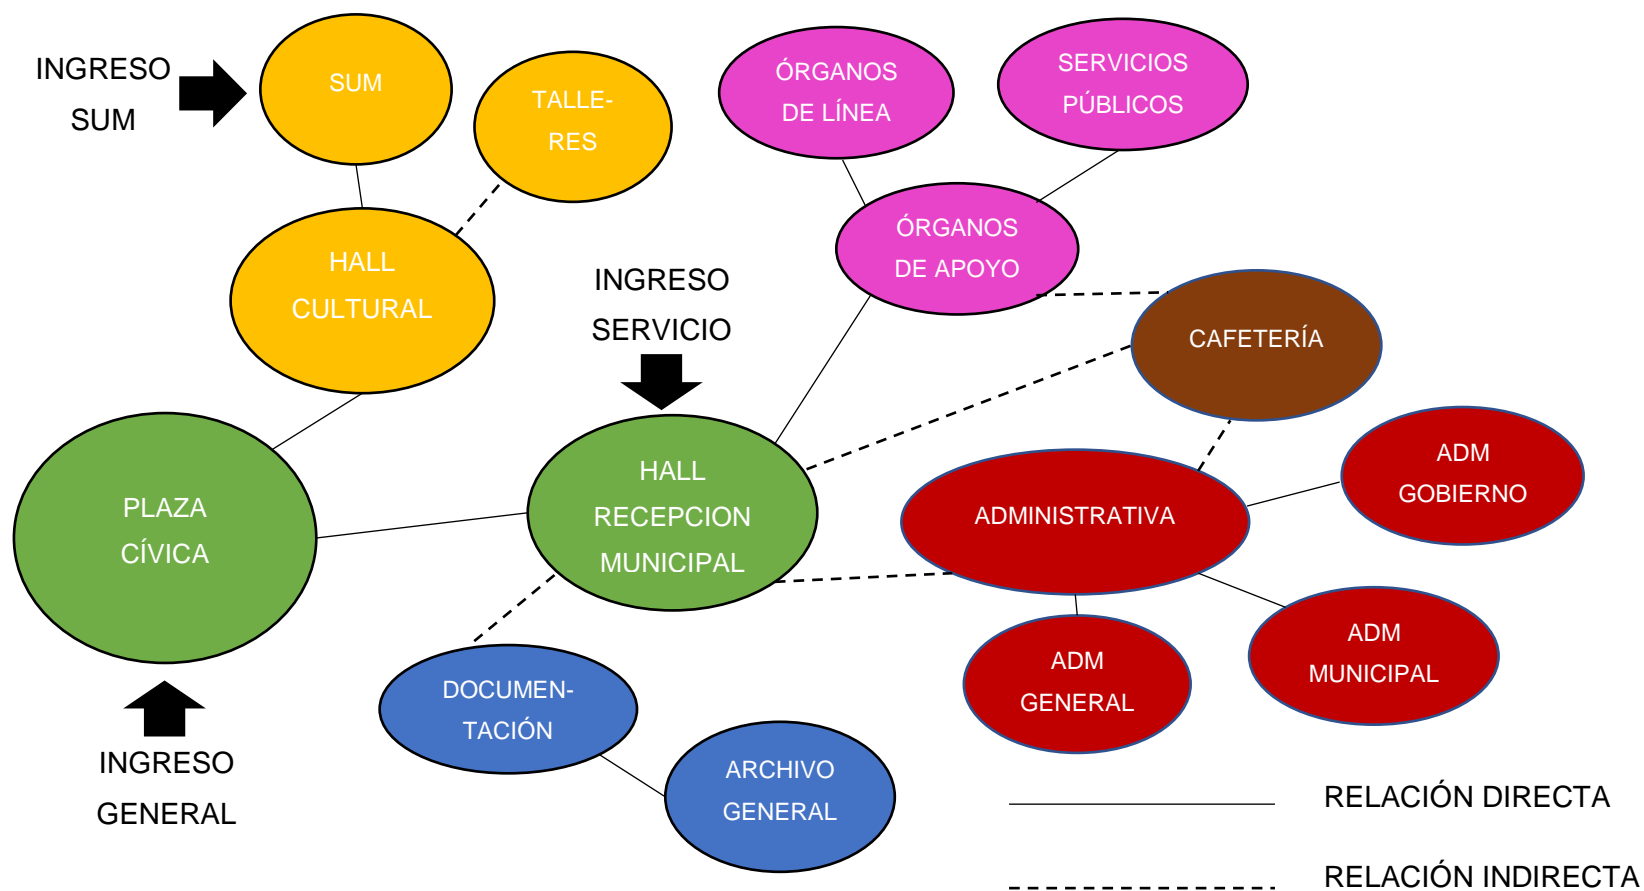 INGRESO
SUM
SUM
TALLE-
RES
ÓRGANOS
DE LÍNEA
SERVICIOS
PÚBLICOS
HALL
CULTURAL
ÓRGANOS
DE APOYO
INGRESO
SERVICIO
CAFETERÍA
PLAZA
CÍVICA
HALL
RECEPCION
MUNICIPAL
ADMINISTRATIVA
ADM
GOBIERNO
ADM
MUNICIPAL
ADM
GENERAL
DOCUMEN-
TACIÓN
ARCHIVO
GENERAL
INGRESO
GENERAL
RELACIÓN DIRECTA
RELACIÓN INDIRECTA